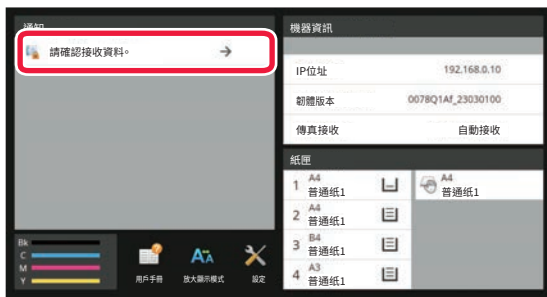 通知
請確認接收資料。
Bk
C
M
Y
用戶手冊
放大顯示模式
設定
機器資訊
IP位址 192.168.0.10
韌體版本 0078Q1Af_23030100
傳真接收 自動接收
紙匣
1 A4
普通紙1
2 A4
普通紙1
3 B4
普通紙1
4 A3
普通紙1
A4
普通紙1